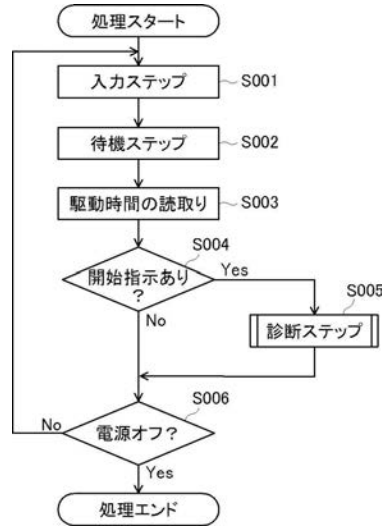 処理スタート
入力ステップ
S001
待機ステップ
S002
駆動時間の読取り
S003
S004
開始指示あり
?
Yes
No
S005
診断ステップ
S006
電源オフ?
No
Yes
処理エンド